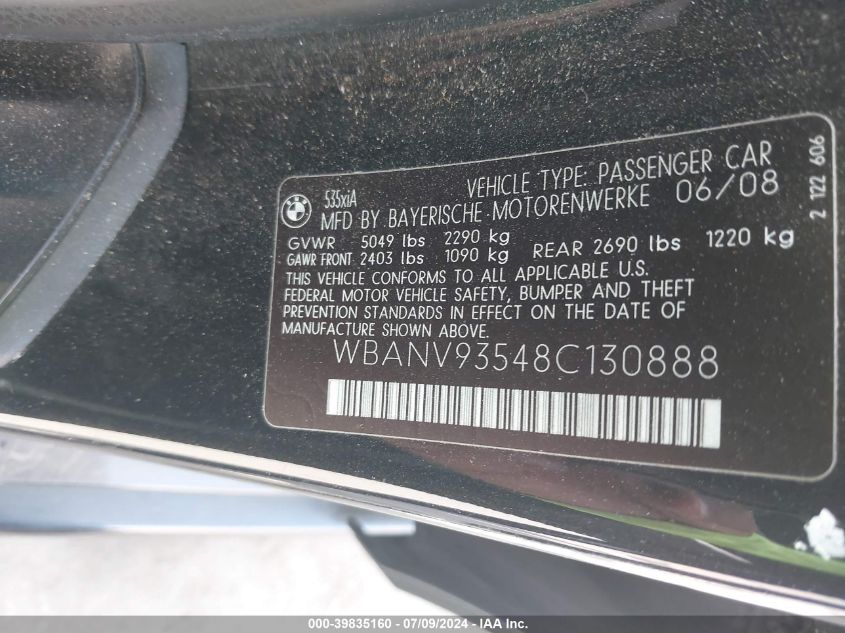 BMW
535xiA
VEHICLE TYPE: PASSENGER CAR
MFD BY BAYERISCHE MOTORENWERKE 06/08
GVWR 5049 lbs 2290 kg
GAWR FRONT 2403 lbs 1090 kg REAR 2690 lbs 1220 kg
THIS VEHICLE CONFORMS TO ALL APPLICABLE U.S.
FEDERAL MOTOR VEHICLE SAFETY, BUMPER AND THEFT
PREVENTION STANDARDS IN EFFECT ON THE DATE OF
MANUFACTURE SHOWN ABOVE.
WBANV93548C130888
2 122 606
000-39835160 - 07/09/2024 - IAAI.com